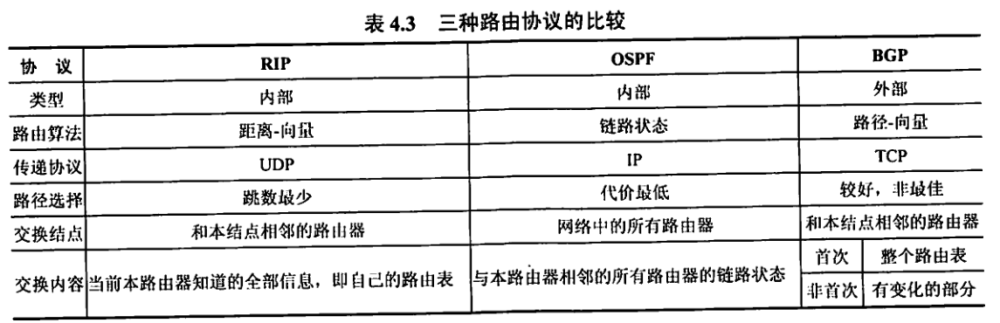 表 4.3 三种路由协议的比较
协 议 RIP OSPF BGP
类型 内部 内部 外部
路由算法 距离-向量 链路状态 路径-向量
传递协议 UDP IP TCP
路径选择 跳数最少 代价最低 较好，非最佳
交换结点 和本结点相邻的路由器 网络中的所有路由器 和本结点相邻的路由器
交换内容 当前本路由器知道的全部信息，即自己的路由表 与本路由器相邻的所有路由器的链路状态 首次 整个路由表
非首次 有变化的部分